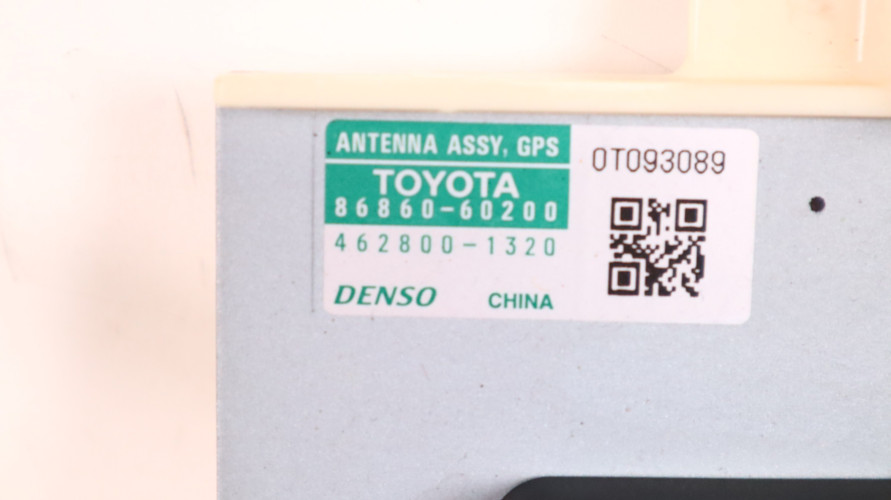 ANTENNA ASSY, GPS
TOYOTA
86860-60200
462800-1320
DENSO CHINA
0T093089